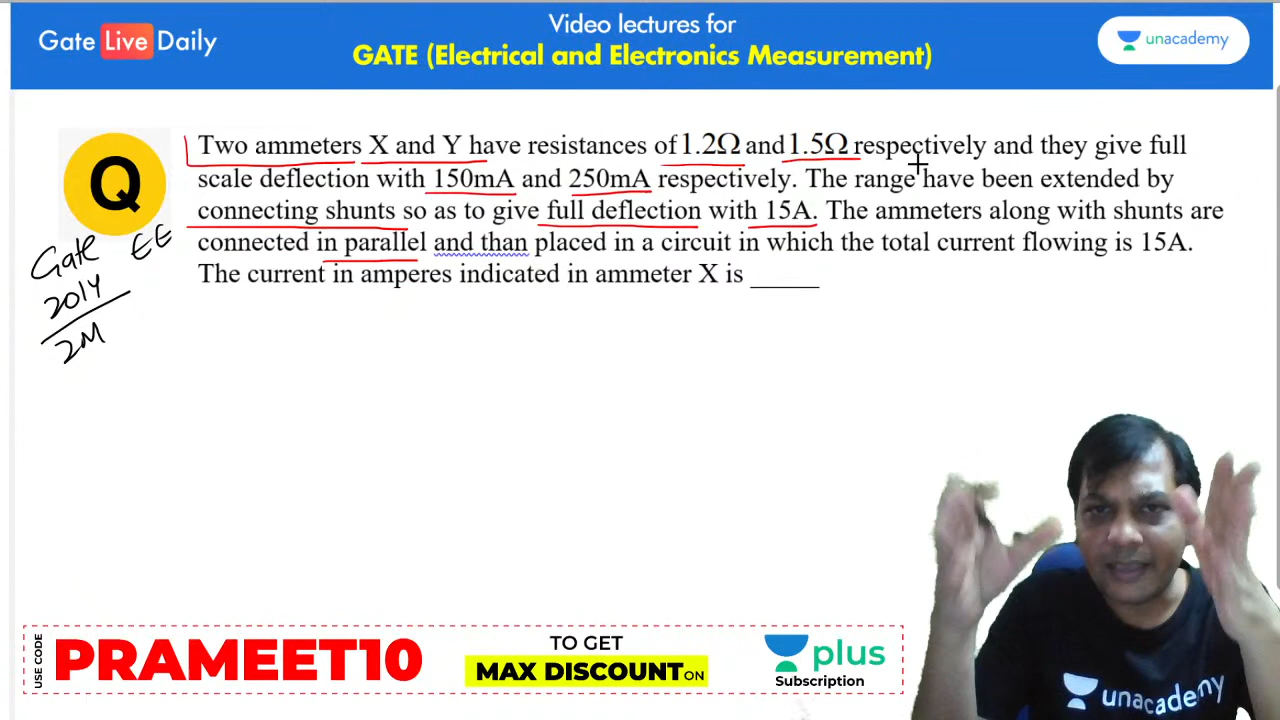 Gate Live Daily
Video lectures for
GATE (Electrical and Electronics Measurement)
unacademy
Q
Two ammeters X and Y have resistances of 1.2Ω and 1.5Ω respectively and they give full
scale deflection with 150mA and 250mA respectively. The range have been extended by
connecting shunts so as to give full deflection with 15A. The ammeters along with shunts are
connected in parallel and than placed in a circuit in which the total current flowing is 15A.
The current in amperes indicated in ammeter X is ______
Gate EE
2014
2M
USE CODE
PRAMEET10
TO GET
MAX DISCOUNT ON
plus
Subscription
unacademy